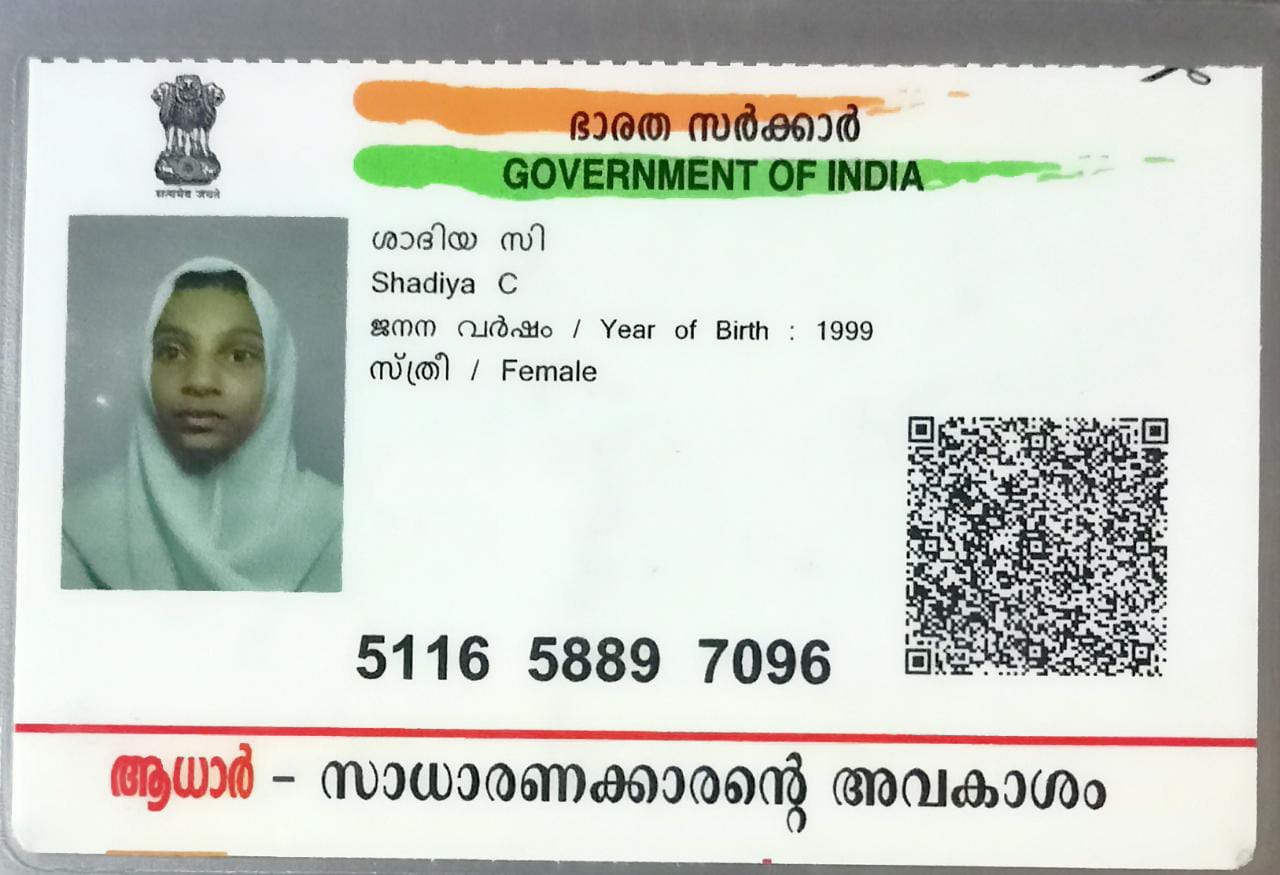 सत्यमेव जयते
ഭാരത സർക്കാർ
GOVERNMENT OF INDIA
ശാദിയ സി
Shadiya C
ജനന വർഷം / Year of Birth : 1999
സ്ത്രീ / Female
5116 5889 7096
ആധാർ – സാധാരണക്കാരന്റെ അവകാശം